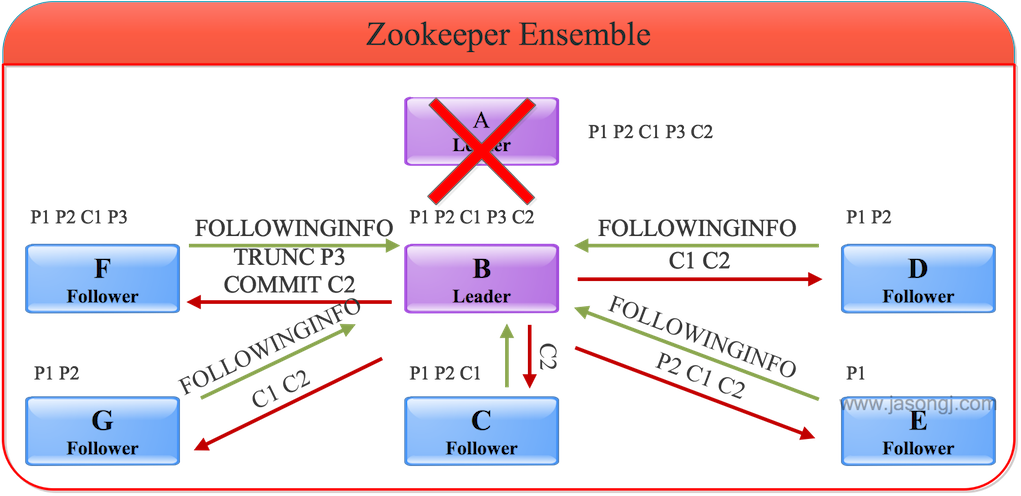 Zookeeper Ensemble
A
Leader
P1 P2 C1 P3 C2
P1 P2 C1 P3
FOLLOWINGINFO
P1 P2 C1 P3 C2
FOLLOWINGINFO
P1 P2
F
Follower
TRUNC P3
COMMIT C2
B
Leader
C1 C2
D
Follower
FOLLOWINGINFO
C1 C2
C2
FOLLOWINGINFO
P2 C1 C2
P1 P2
G
Follower
P1 P2 C1
C
Follower
P1
www.jasongj.com
E
Follower